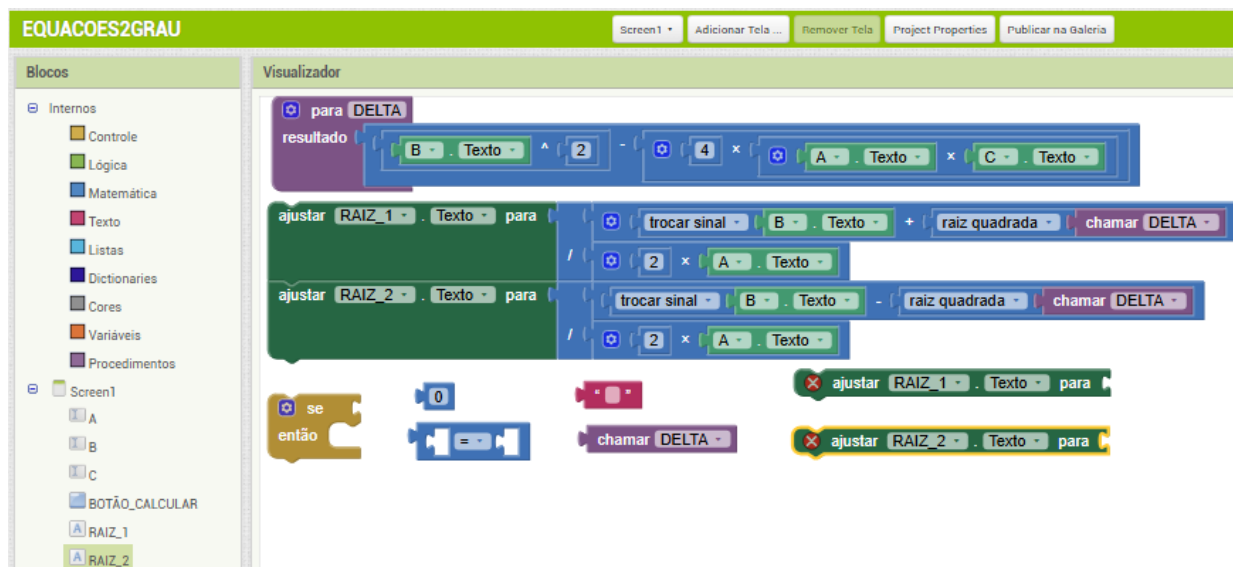 EQUACOES2GRAU
Screen1
Adicionar Tela ...
Remover Tela
Project Properties
Publicar na Galeria
Blocos
Visualizador
Internos
Controle
Lógica
Matemática
Texto
Listas
Dictionaries
Cores
Variáveis
Procedimentos
Screen1
A
B
C
BOTÃO_CALCULAR
RAIZ_1
RAIZ_2
para DELTA
resultado B . Texto ^ 2 - 4 × A . Texto × C . Texto
ajustar RAIZ_1 . Texto para trocar sinal B . Texto + raiz quadrada chamar DELTA
/ 2 × A . Texto
ajustar RAIZ_2 . Texto para trocar sinal B . Texto - raiz quadrada chamar DELTA
/ 2 × A . Texto
se
então
0
=
“ ”
chamar DELTA
ajustar RAIZ_1 . Texto para
ajustar RAIZ_2 . Texto para